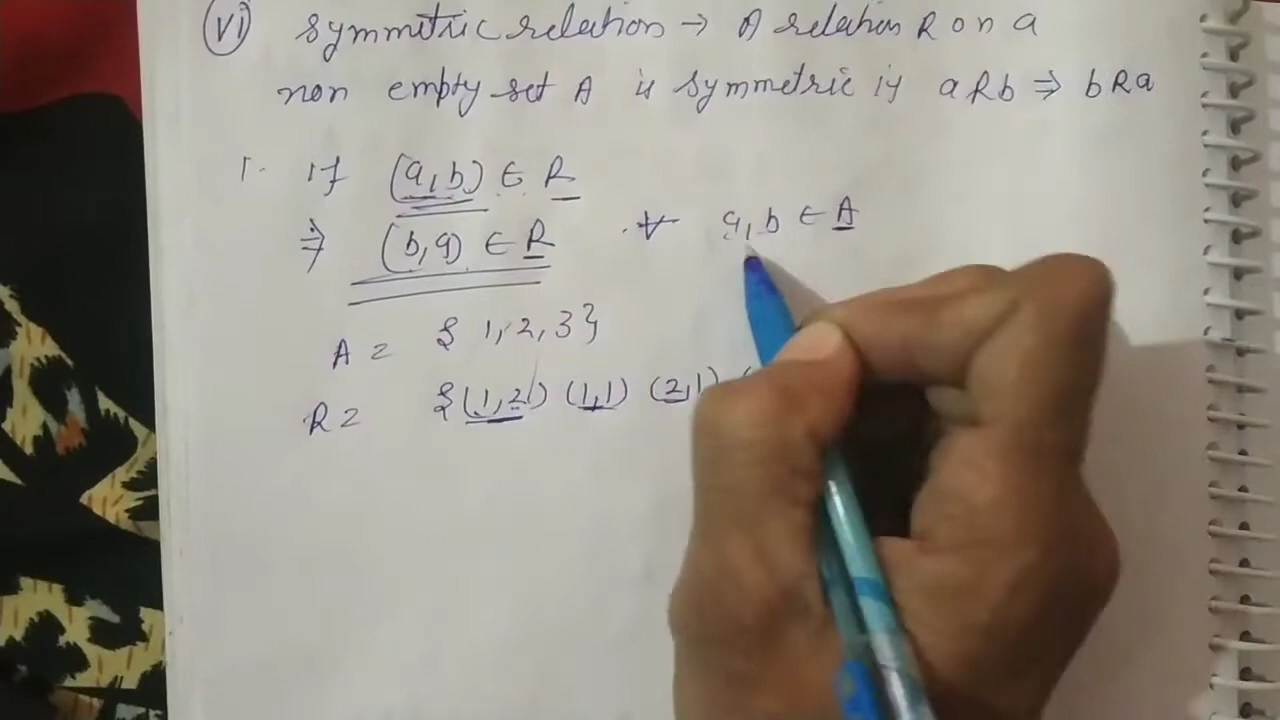 (vi) Symmetric relation → A relation R on a
non empty set A is symmetric if aRb ⇒ bRa
1. if (a,b) ∈ R
⇒ (b,a) ∈ R ∀ a,b ∈ A
A = { 1, 2, 3}
R = {(1,2) (1,1) (2,1) (